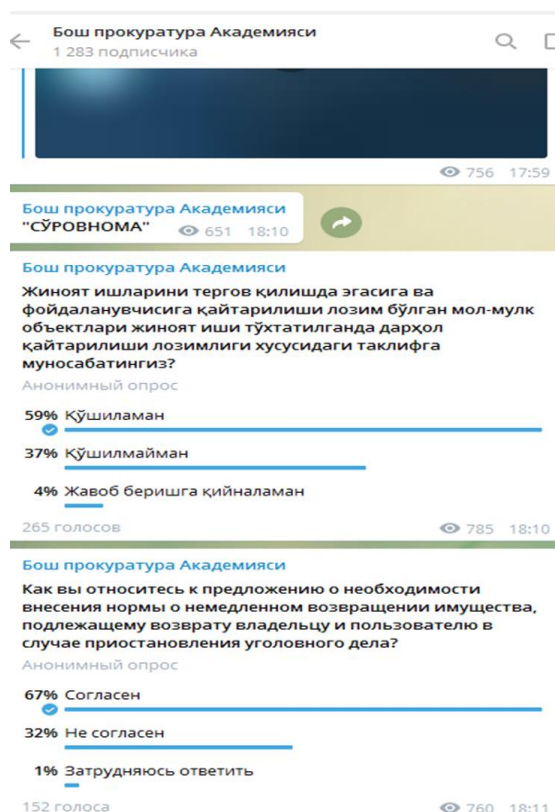 Бош прокуратура Академияси
1 283 подписчика
756 17:59
Бош прокуратура Академияси
"СЎРОВНОМА" 651 18:10
Бош прокуратура Академияси
Жиноят ишларини тергов қилишда эгасига ва
фойдаланувчисига қайтарилиши лозим бўлган мол-мулк
объектлари жиноят иши тўхтатилганда дарҳол
қайтарилиши лозимлиги хусусидаги таклифга
муносабатингиз?
Анонимный опрос
59% Қўшиламан
37% Қўшилмайман
4% Жавоб беришга қийналаман
265 голосов 785 18:10
Бош прокуратура Академияси
Как вы относитесь к предложению о необходимости
внесения нормы о немедленном возвращении имущества,
подлежащему возврату владельцу и пользователю в
случае приостановления уголовного дела?
Анонимный опрос
67% Согласен
32% Не согласен
1% Затрудняюсь ответить
152 голоса 760 18:11